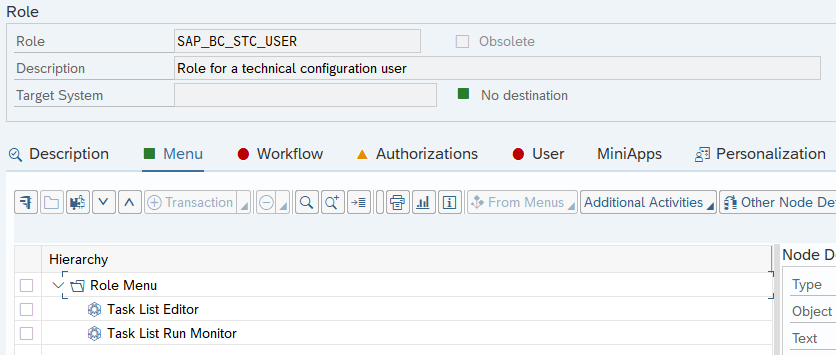 Role
Role SAP_BC_STC_USER Obsolete
Description Role for a technical configuration user
Target System No destination
Description Menu Workflow Authorizations User MiniApps Personalization
Transaction From Menus Additional Activities Other Node De
Hierarchy Node D
Role Menu Type
Task List Editor Object
Task List Run Monitor Text